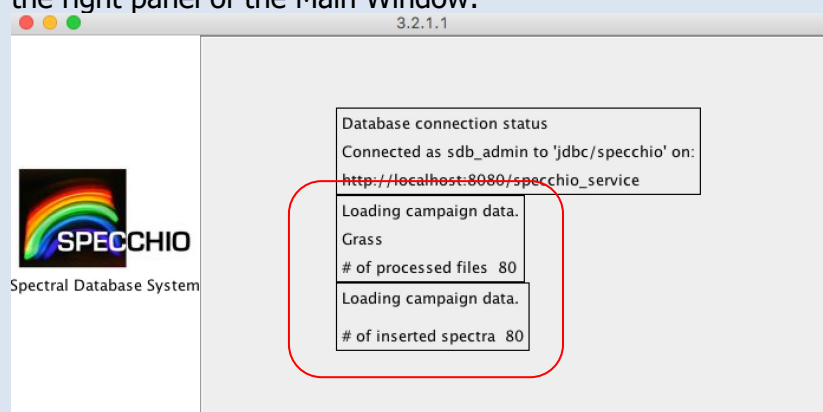 the right panel of the Main Window.
3.2.1.1
Database connection status
Connected as sdb_admin to 'jdbc/specchio' on:
http://localhost:8080/specchio_service
Loading campaign data.
Grass
# of processed files 80
Loading campaign data.
# of inserted spectra 80
SPECCHIO
Spectral Database System